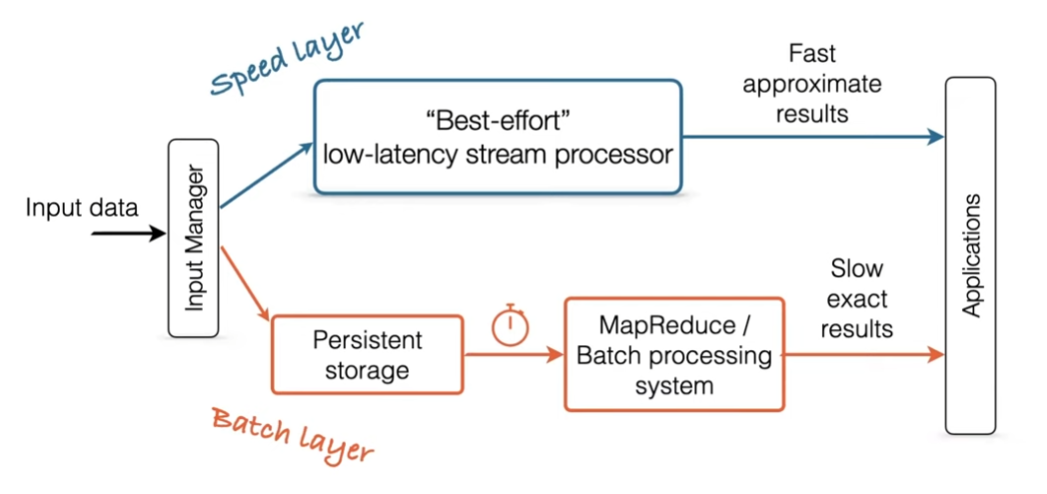 Speed layer
Fast
approximate
results
“Best-effort”
low-latency stream processor
Input data
Input Manager
Applications
Slow
exact
results
Persistent
storage
MapReduce /
Batch processing
system
Batch layer